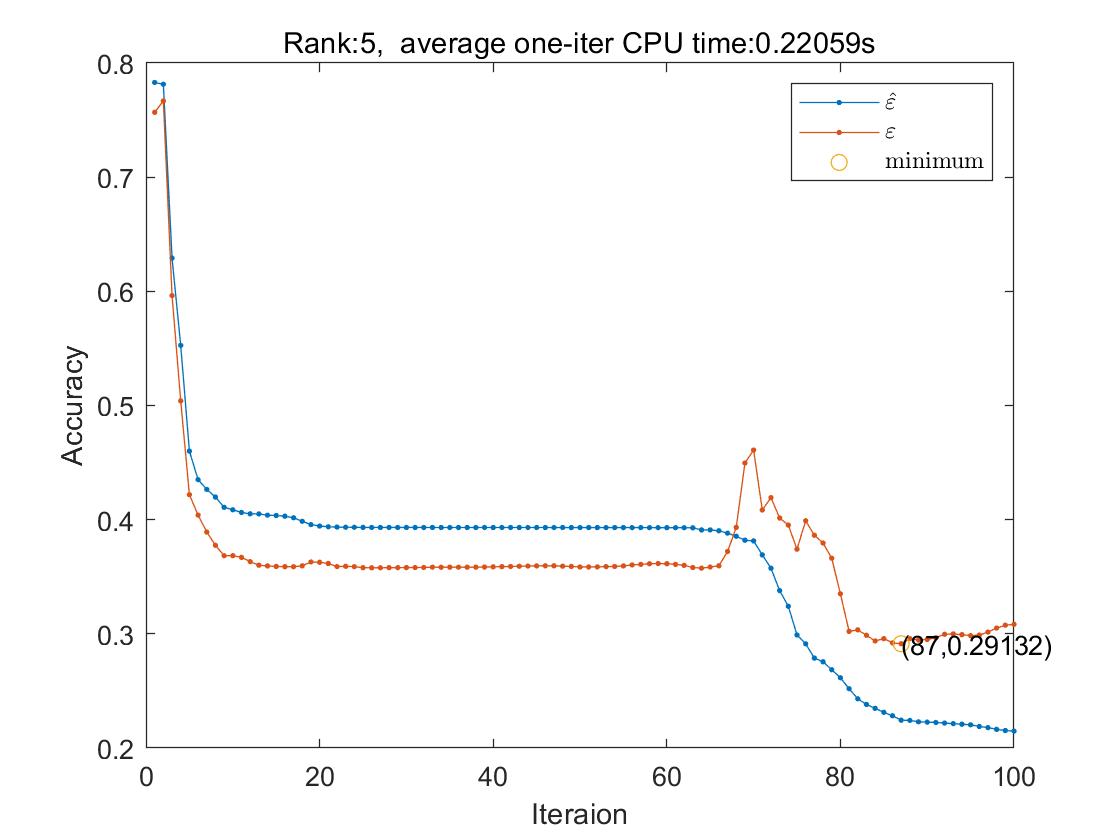 Rank:5,  average one-iter CPU time:0.22059s
0.8
0.7
0.6
0.5
0.4
0.3
0.2
Accuracy
ε̂
ε
minimum
(87,0.29132)
0 20 40 60 80 100
Iteraion